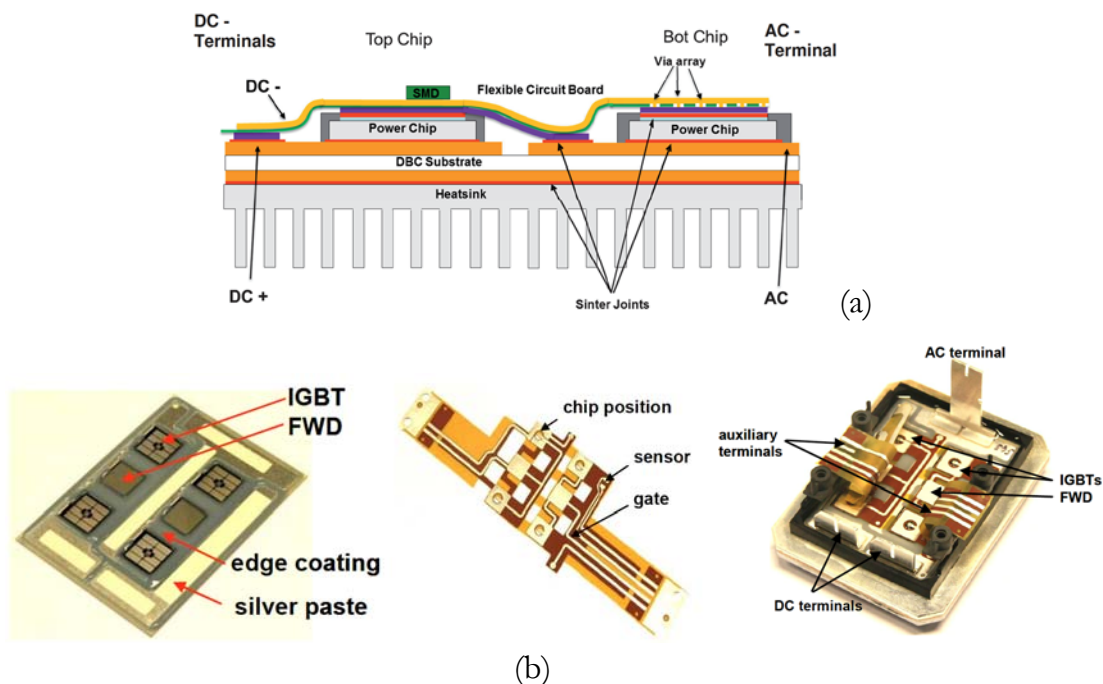 DC -
Terminals
Top Chip
Bot Chip
AC -
Terminal
Via array
DC -
SMD
Flexible Circuit Board
Power Chip
Power Chip
DBC Substrate
Heatsink
DC +
Sinter Joints
AC
(a)
IGBT
FWD
edge coating
silver paste
chip position
sensor
gate
AC terminal
auxiliary
terminals
IGBTs
FWD
DC terminals
(b)